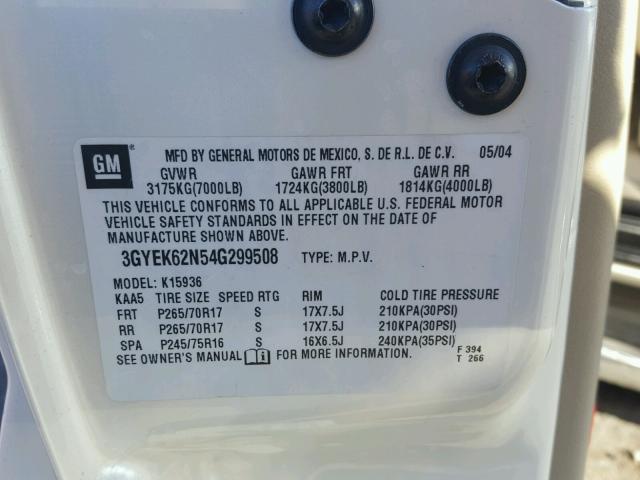 GM ® MFD BY GENERAL MOTORS DE MEXICO, S. DE R.L. DE C.V. 05/04
GVWR GAWR FRT GAWR RR
3175KG(7000LB) 1724KG(3800LB) 1814KG(4000LB)
THIS VEHICLE CONFORMS TO ALL APPLICABLE U.S. FEDERAL MOTOR
VEHICLE SAFETY STANDARDS IN EFFECT ON THE DATE OF
MANUFACTURE SHOWN ABOVE.
3GYEK62N54G299508 TYPE: M.P.V.
MODEL: K15936
KAA5 TIRE SIZE SPEED RTG RIM COLD TIRE PRESSURE
FRT P265/70R17 S 17X7.5J 210KPA(30PSI)
RR P265/70R17 S 17X7.5J 210KPA(30PSI)
SPA P245/75R16 S 16X6.5J 240KPA(35PSI)
SEE OWNER'S MANUAL FOR MORE INFORMATION. F 394
T 266